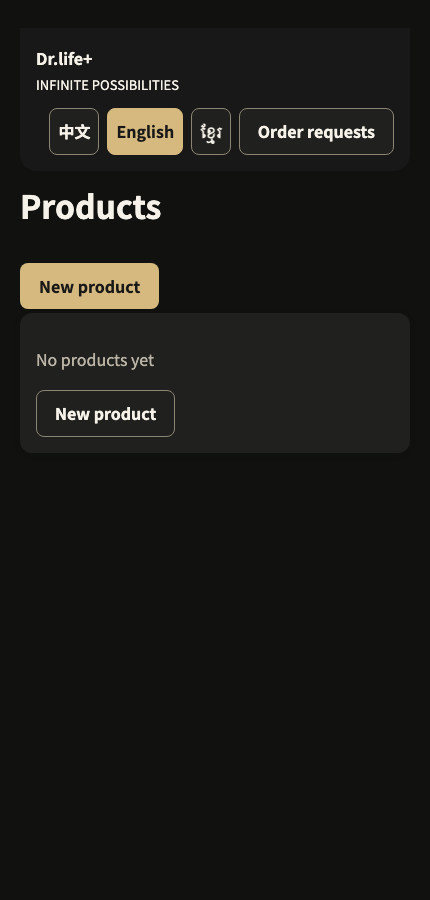 Dr.life+
INFINITE POSSIBILITIES
中文 English ខ្មែរ Order requests
Products
New product
No products yet
New product